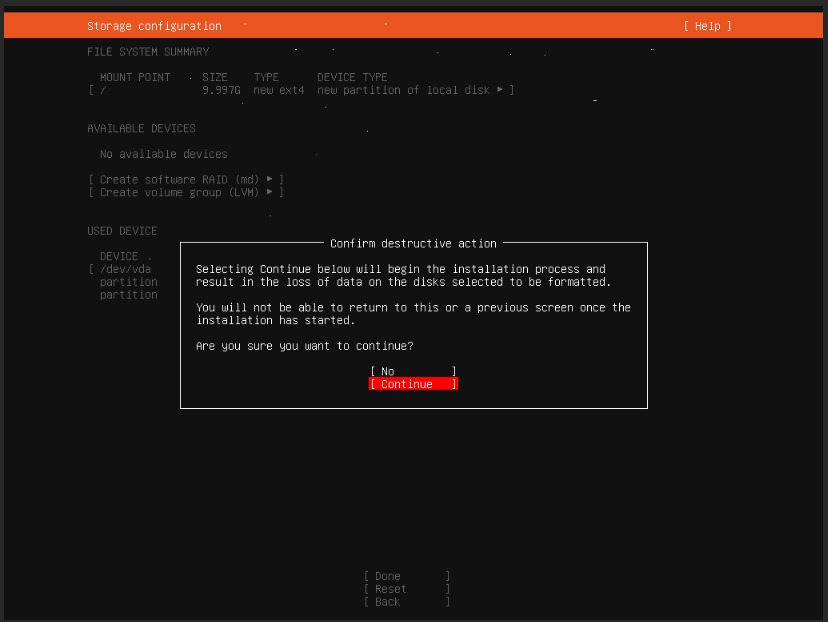 Storage configuration [ Help ]
FILE SYSTEM SUMMARY
MOUNT POINT SIZE TYPE DEVICE TYPE
[ / 9.997G new ext4 new partition of local disk ▸ ]
AVAILABLE DEVICES
No available devices
[ Create software RAID (md) ▸ ]
[ Create volume group (LVM) ▸ ]
USED DEVICE
DEVICE
[ /dev/vda
partition
partition
Confirm destructive action
Selecting Continue below will begin the installation process and
result in the loss of data on the disks selected to be formatted.
You will not be able to return to this or a previous screen once the
installation has started.
Are you sure you want to continue?
[ No ]
[ Continue ]
[ Done ]
[ Reset ]
[ Back ]